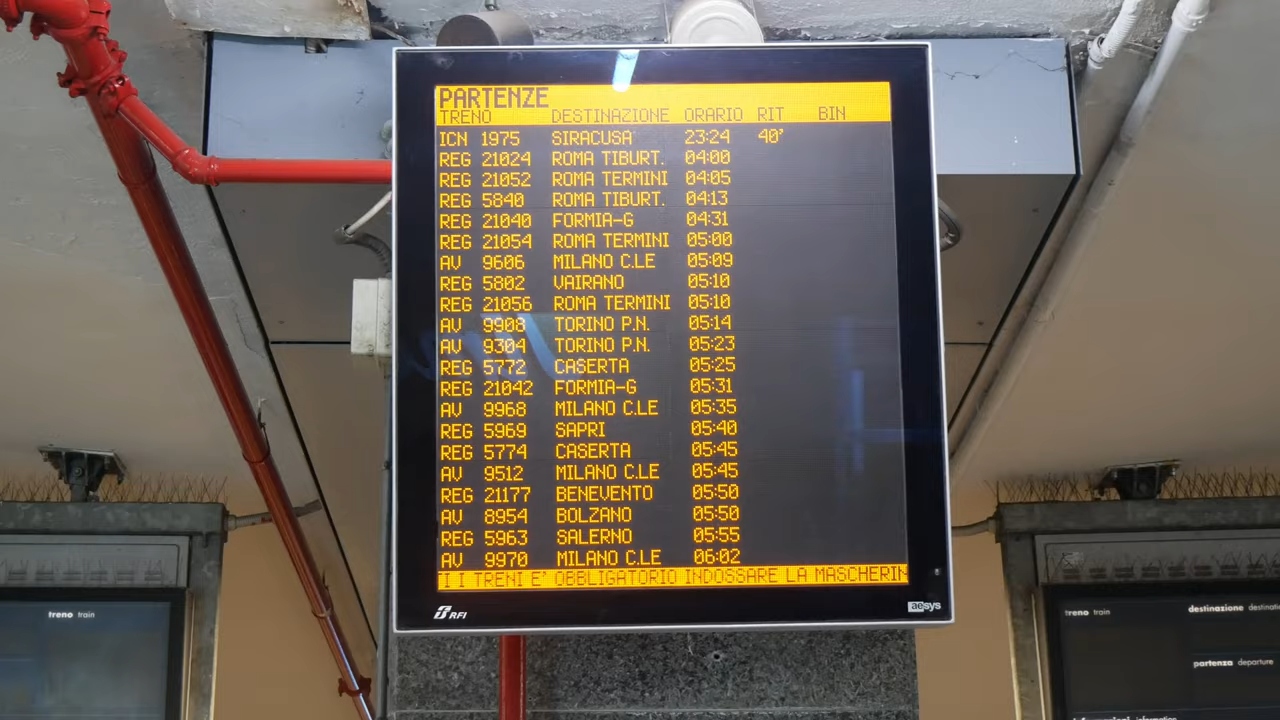 PARTENZE
TRENO DESTINAZIONE ORARIO RIT BIN
ICN 1975 SIRACUSA 23:24 40'
REG 21024 ROMA TIBURT. 04:00
REG 21052 ROMA TERMINI 04:05
REG 5840 ROMA TIBURT. 04:13
REG 21040 FORMIA-G 04:31
REG 21054 ROMA TERMINI 05:00
AV 9606 MILANO C.LE 05:09
REG 5802 VAIRANO 05:10
REG 21056 ROMA TERMINI 05:10
AV 9908 TORINO P.N. 05:14
AV 9304 TORINO P.N. 05:23
REG 5772 CASERTA 05:25
REG 21042 FORMIA-G 05:31
AV 9968 MILANO C.LE 05:35
REG 5969 SAPRI 05:40
REG 5774 CASERTA 05:45
AV 9512 MILANO C.LE 05:45
REG 21177 BENEVENTO 05:50
AV 8954 BOLZANO 05:50
REG 5963 SALERNO 05:55
AV 9970 MILANO C.LE 06:02
I I TRENI E' OBBLIGATORIO INDOSSARE LA MASCHERIN
RFI aesys
treno train
treno train destinazione destinatio
partenza departure